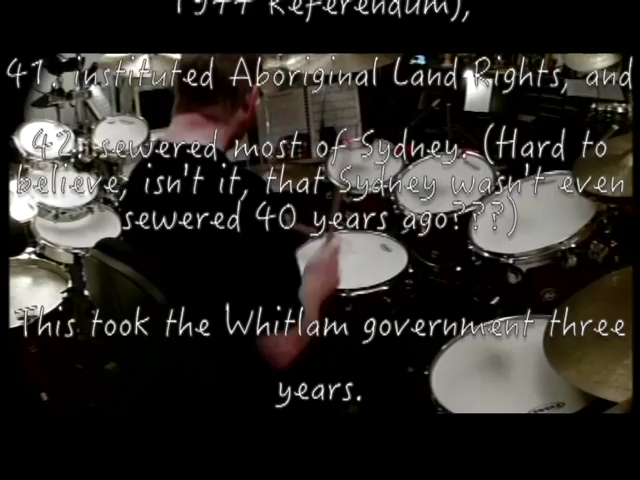 1944 Referendum),
41. instituted Aboriginal Land Rights, and
42. sewered most of Sydney. (Hard to
believe, isn't it, that Sydney wasn't even
sewered 40 years ago???)
This took the Whitlam government three
years.